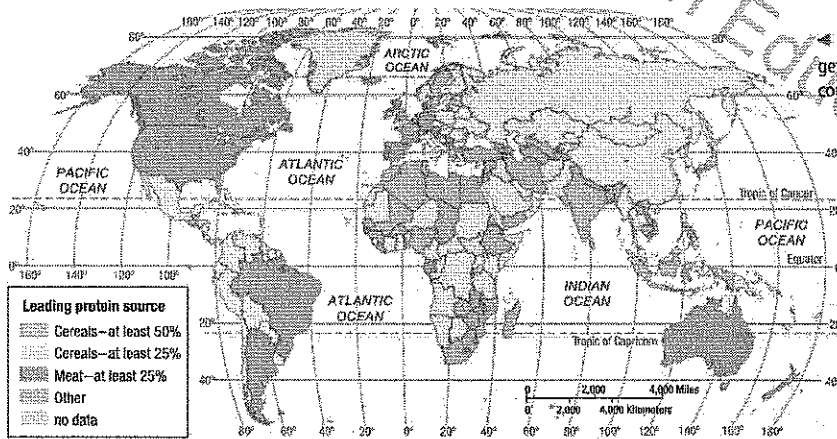 160° 140° 120° 100° 80° 60° 40° 20° 0° 20° 40° 60° 80° 100° 120° 140° 160° 180°
80°
ARCTIC
OCEAN
60°
60°
40°
PACIFIC
OCEAN
ATLANTIC
OCEAN
20°
Tropic of Cancer
PACIFIC
OCEAN
Equator
0°
160° 140° 120° 100°
ATLANTIC
OCEAN
INDIAN
OCEAN
Tropic of Capricorn
20°
40°
Leading protein source
Cereals–at least 50%
Cereals–at least 25%
Meat–at least 25%
Other
no data
0 2,000 4,000 Miles
0 2,000 4,000 Kilometers
80° 60° 40° 20° 0° 20° 40° 60° 80° 100° 120° 140° 160° 180°